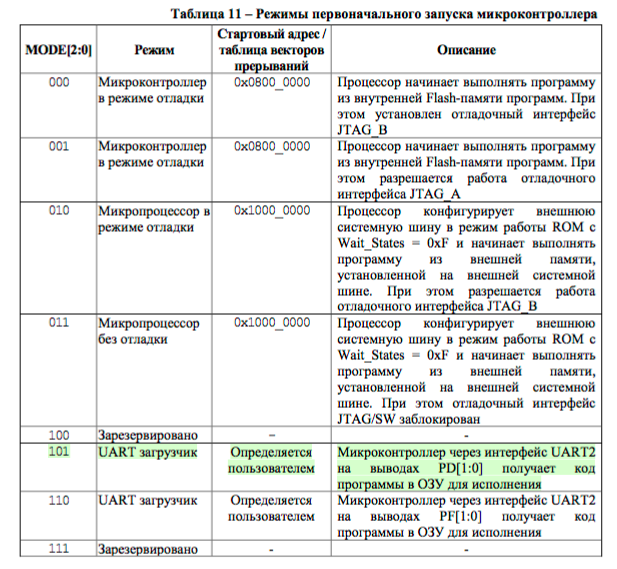 Таблица 11 – Режимы первоначального запуска микроконтроллера
MODE[2:0] Режим Стартовый адрес / таблица векторов прерываний Описание
000 Микроконтроллер в режиме отладки 0x0800_0000 Процессор начинает выполнять программу
из внутренней Flash-памяти программ. При
этом установлен отладочный интерфейс
JTAG_B
001 Микроконтроллер в режиме отладки 0x0800_0000 Процессор начинает выполнять программу
из внутренней Flash-памяти программ. При
этом разрешается работа отладочного
интерфейса JTAG_A
010 Микропроцессор в режиме отладки 0x1000_0000 Процессор конфигурирует внешнюю
системную шину в режим работы ROM с
Wait_States = 0xF и начинает выполнять
программу из внешней памяти,
установленной на внешней системной
шине. При этом разрешается работа
отладочного интерфейса JTAG_B
011 Микропроцессор без отладки 0x1000_0000 Процессор конфигурирует внешнюю
системную шину в режим работы ROM с
Wait_States = 0xF и начинает выполнять
программу из внешней памяти,
установленной на внешней системной
шине. При этом отладочный интерфейс
JTAG/SW заблокирован
100 Зарезервировано – -
101 UART загрузчик Определяется пользователем Микроконтроллер через интерфейс UART2
на выводах PD[1:0] получает код
программы в ОЗУ для исполнения
110 UART загрузчик Определяется пользователем Микроконтроллер через интерфейс UART2
на выводах PF[1:0] получает код
программы в ОЗУ для исполнения
111 Зарезервировано - -